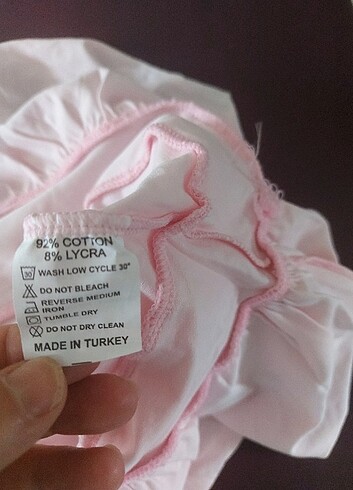 92% COTTON
8% LYCRA
30 WASH LOW CYCLE 30°
DO NOT BLEACH
REVERSE MEDIUM
IRON
TUMBLE DRY
DO NOT DRY CLEAN
MADE IN TURKEY